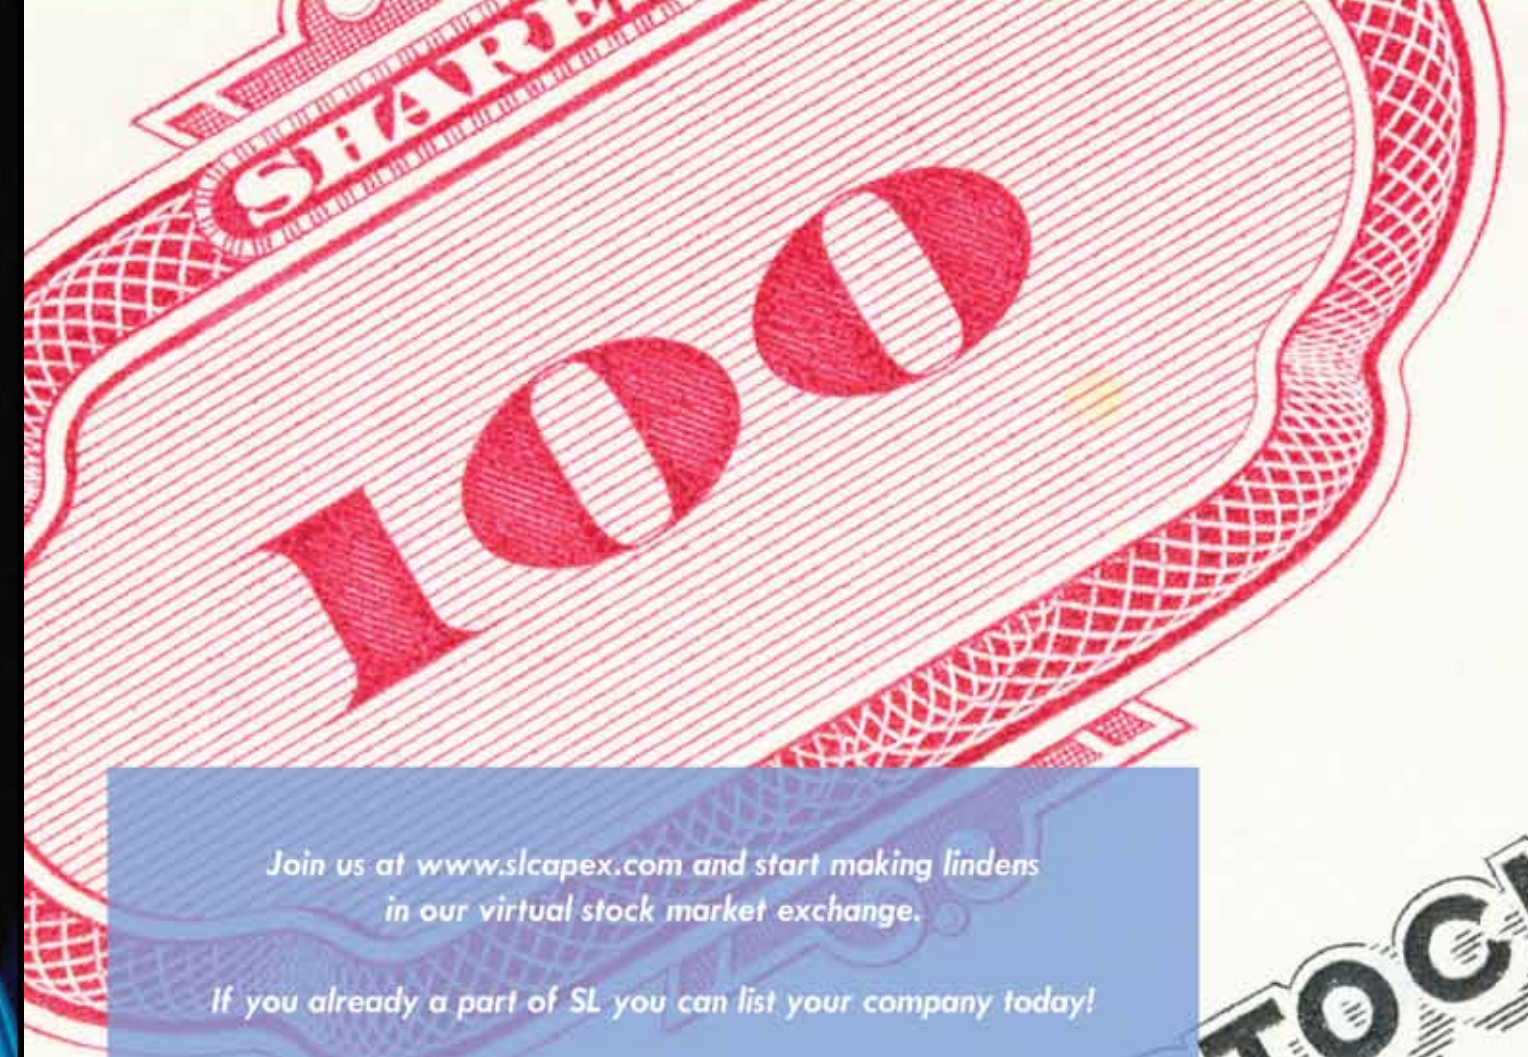 SHARE
100
Join us at www.slcapex.com and start making lindens
in our virtual stock market exchange.
If you already a part of SL you can list your company today!
TOC